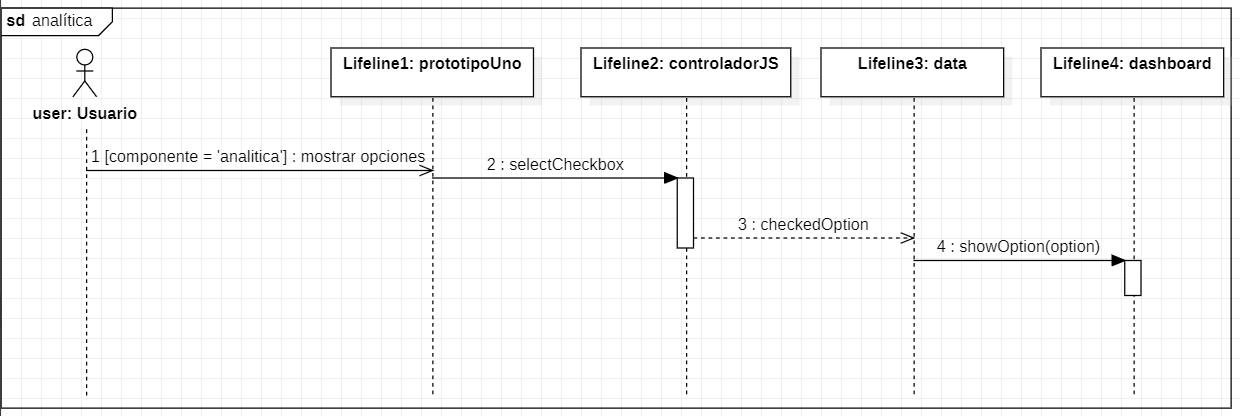 sd analítica
Lifeline1: prototipoUno
Lifeline2: controladorJS
Lifeline3: data
Lifeline4: dashboard
user: Usuario
1 [componente = 'analitica'] : mostrar opciones
2 : selectCheckbox
3 : checkedOption
4 : showOption(option)